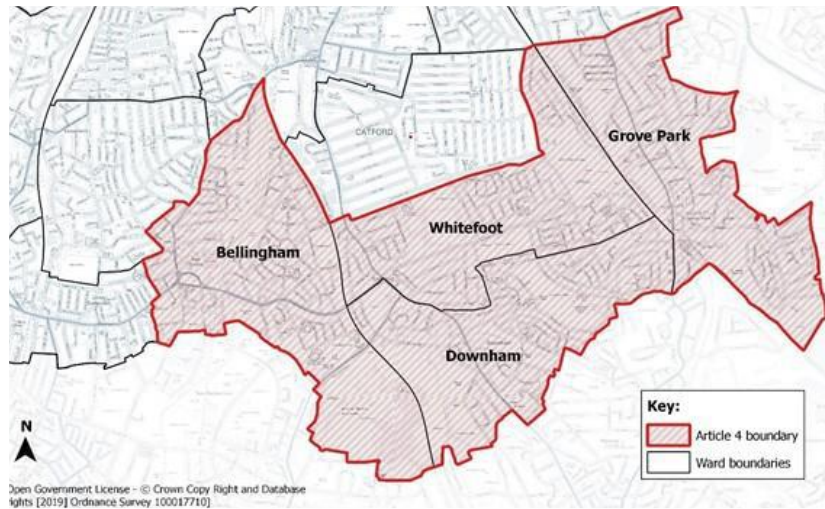 CATFORD
Grove Park
Whitefoot
Bellingham
Downham
Key:
Article 4 boundary
Ward boundaries
N
Open Government License - © Crown Copy Right and Database
ights [2019] Ordnance Survey 100017710]